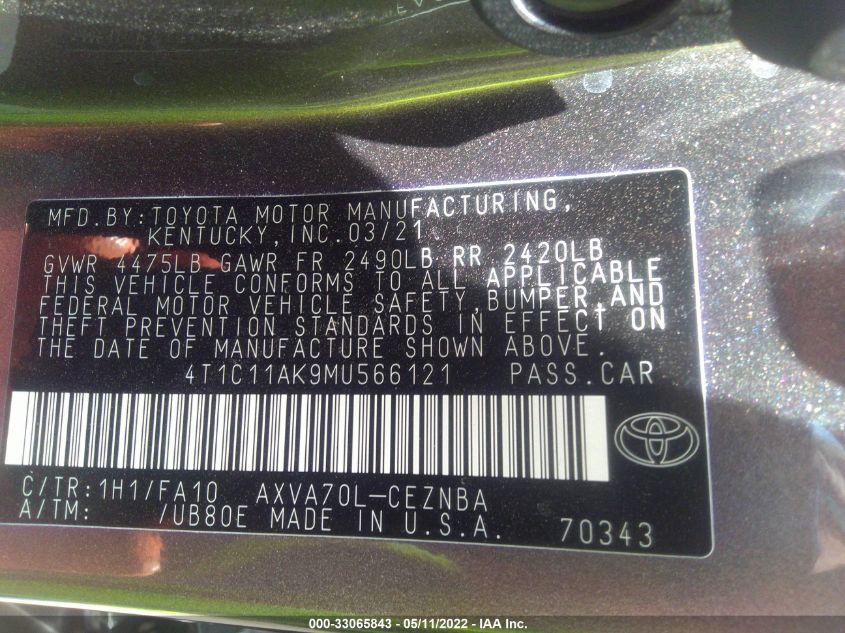 MFD.BY:TOYOTA MOTOR MANUFACTURING,
KENTUCKY,INC.03/21
GVWR 4475LB GAWR FR 2490LB RR 2420LB
THIS VEHICLE CONFORMS TO ALL APPLICABLE
FEDERAL MOTOR VEHICLE SAFETY,BUMPER,AND
THEFT PREVENTION STANDARDS IN EFFECT ON
THE DATE OF MANUFACTURE SHOWN ABOVE.
4T1C11AK9MU566121 PASS.CAR
C/TR:1H1/FA10 AXVA70L-CEZNBA
A/TM: /UB80E MADE IN U.S.A. 70343
000-33065843 - 05/11/2022 - IAA Inc.